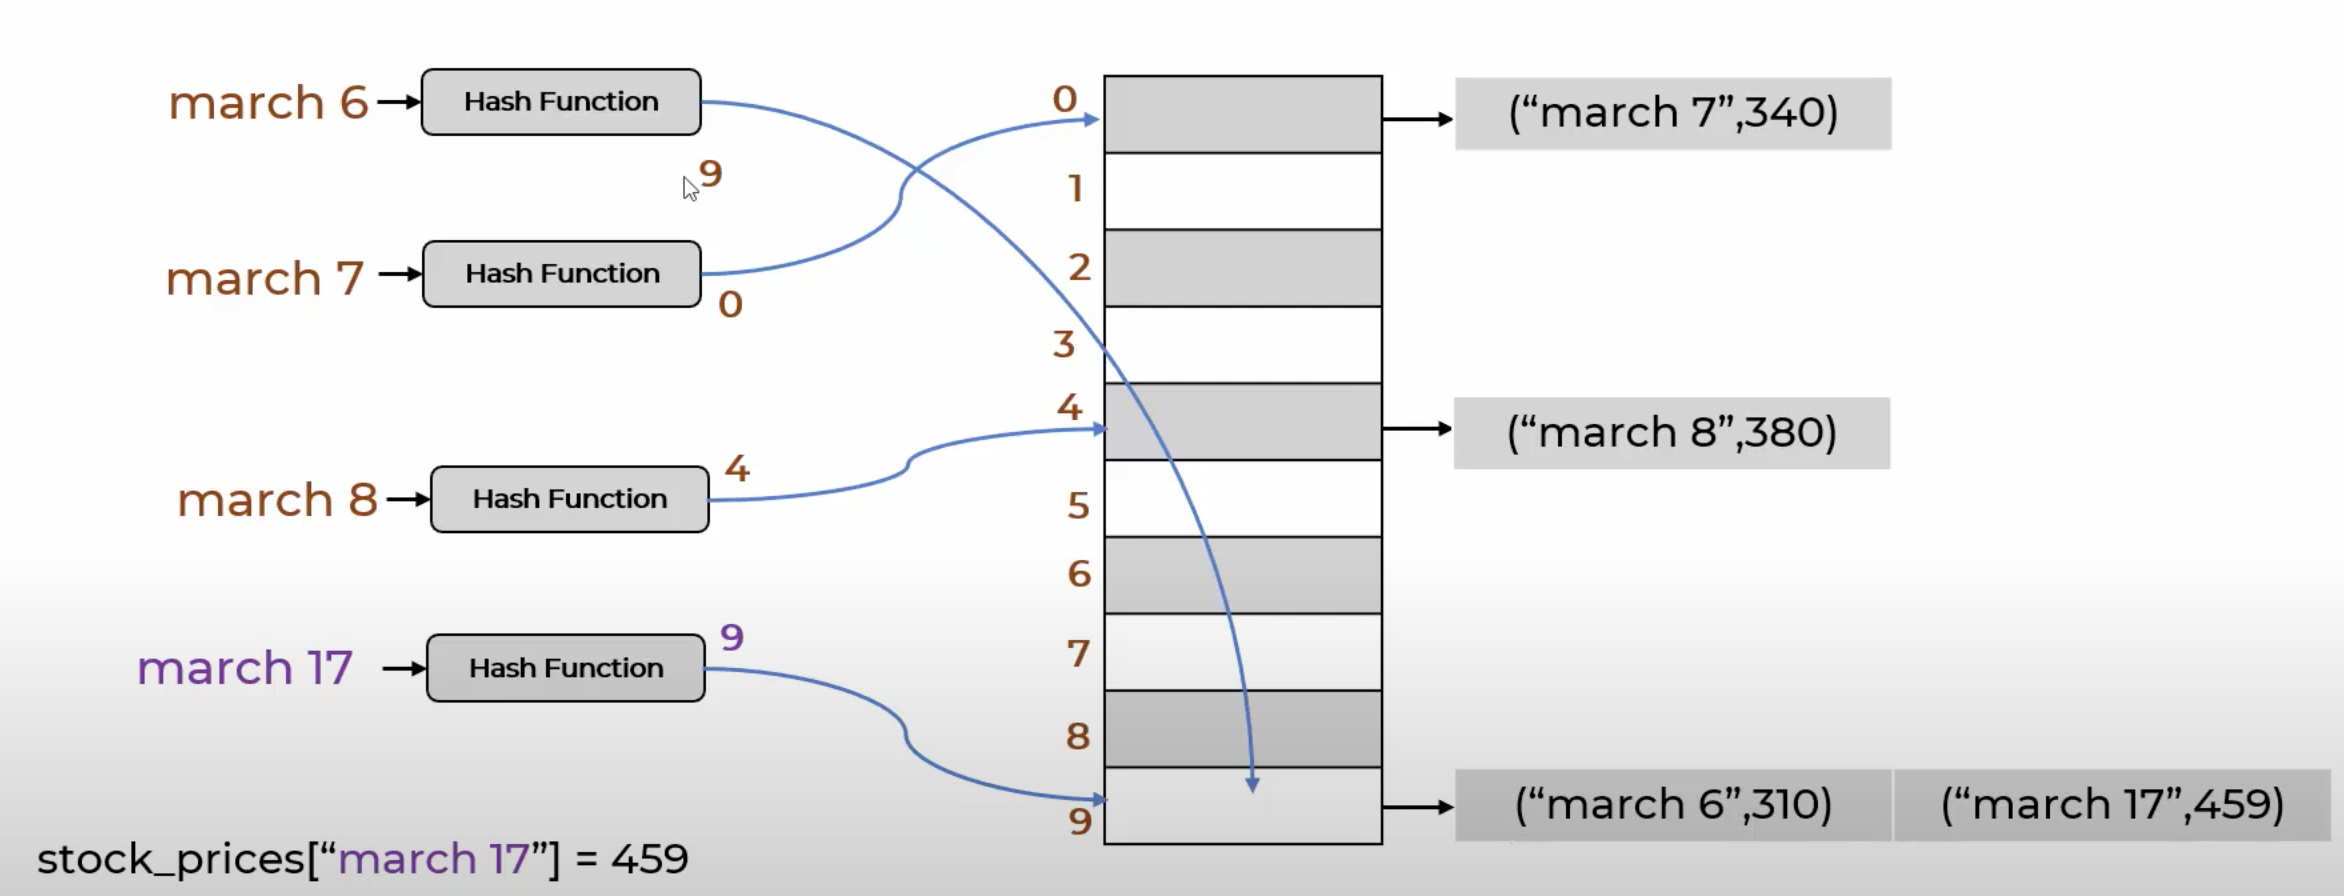 march 6
Hash Function
9
march 7
Hash Function
0
march 8
Hash Function
4
march 17
Hash Function
9
stock_prices[“march 17”] = 459
0
1
2
3
4
5
6
7
8
9
(“march 7”,340)
(“march 8”,380)
(“march 6”,310) (“march 17”,459)